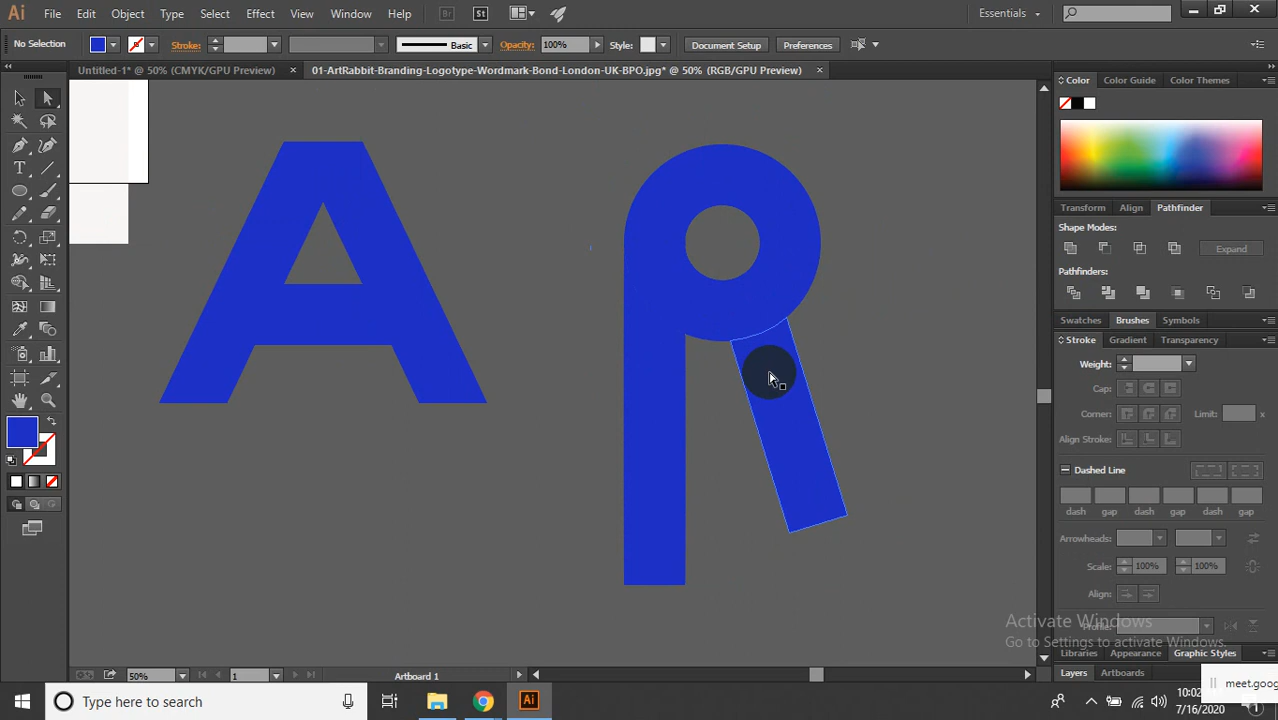 Ai File Edit Object Type Select Effect View Window Help Br St Essentials
No Selection Stroke: Basic Opacity: 100% Style: Document Setup Preferences
Untitled-1* @ 50% (CMYK/GPU Preview) × 01-ArtRabbit-Branding-Logotype-Wordmark-Bond-London-UK-BPO.jpg* @ 50% (RGB/GPU Preview) ×
Color Color Guide Color Themes
Transform Align Pathfinder
Shape Modes:
Expand
Pathfinders:
Swatches Brushes Symbols
Stroke Gradient Transparency
Weight:
Cap:
Corner: Limit: x
Align Stroke:
Dashed Line
dash gap dash gap dash gap
Arrowheads:
Scale: 100% 100%
Align:
Profile:
A R
Activate Windows
Go to Settings to activate Windows.
Libraries Appearance Graphic Styles
Layers Artboards
meet.goog
50% 1 Artboard 1
Type here to search
Ai
10:02
7/16/2020
1